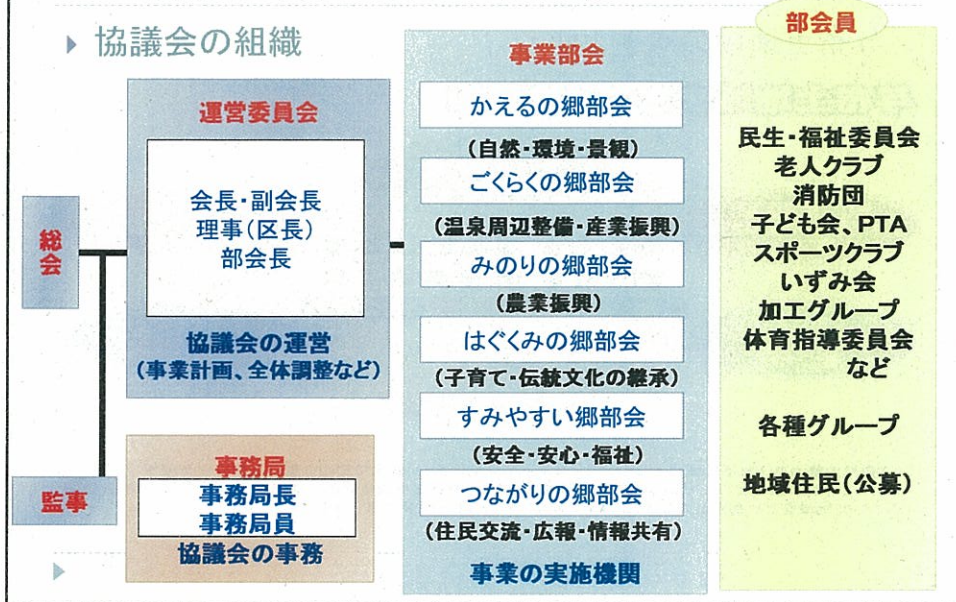 協議会の組織
総会
監事
運営委員会
会長・副会長
理事(区長)
部会長
協議会の運営
(事業計画、全体調整など)
事務局
事務局長
事務局員
協議会の事務
事業部会
かえるの郷部会
(自然・環境・景観)
ごくらくの郷部会
(温泉周辺整備・産業振興)
みのりの郷部会
(農業振興)
はぐくみの郷部会
(子育て・伝統文化の継承)
すみやすい郷部会
(安全・安心・福祉)
つながりの郷部会
(住民交流・広報・情報共有)
事業の実施機関
部会員
民生・福祉委員会
老人クラブ
消防団
子ども会、PTA
スポーツクラブ
いずみ会
加工グループ
体育指導委員会
など
各種グループ
地域住民(公募)